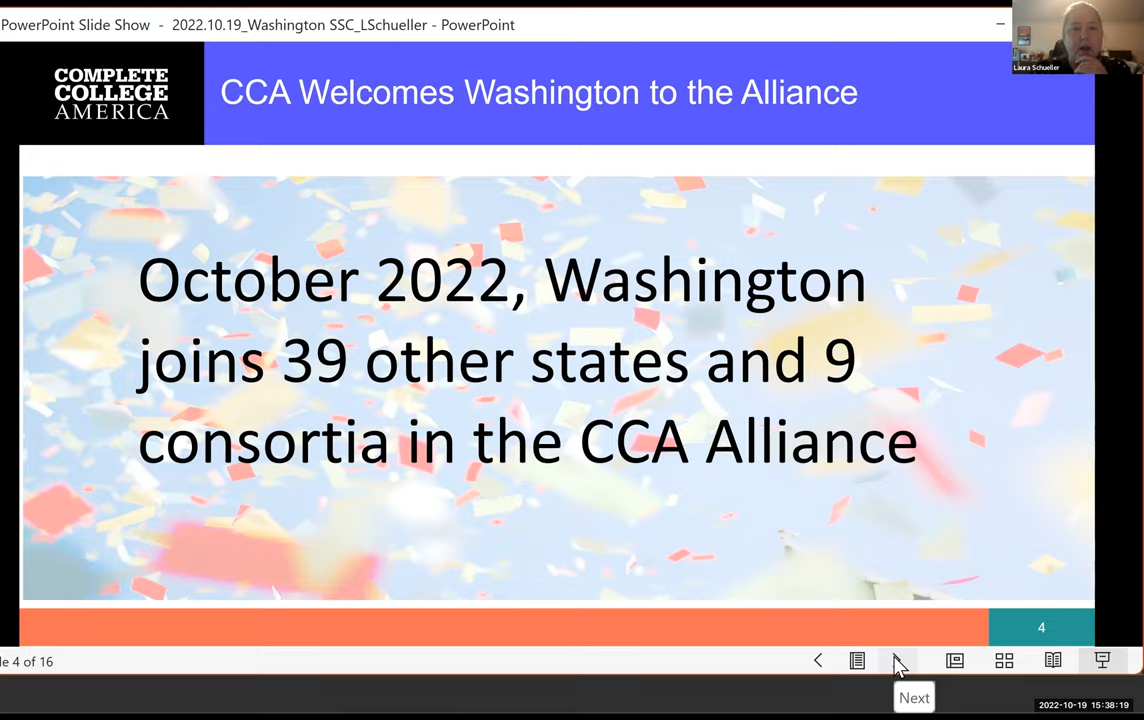 PowerPoint Slide Show - 2022.10.19_Washington SSC_LSchueller - PowerPoint
Laura Schueller
COMPLETE
COLLEGE
AMERICA
CCA Welcomes Washington to the Alliance
October 2022, Washington
joins 39 other states and 9
consortia in the CCA Alliance
4
le 4 of 16
Next
2022-10-19 15:38:19